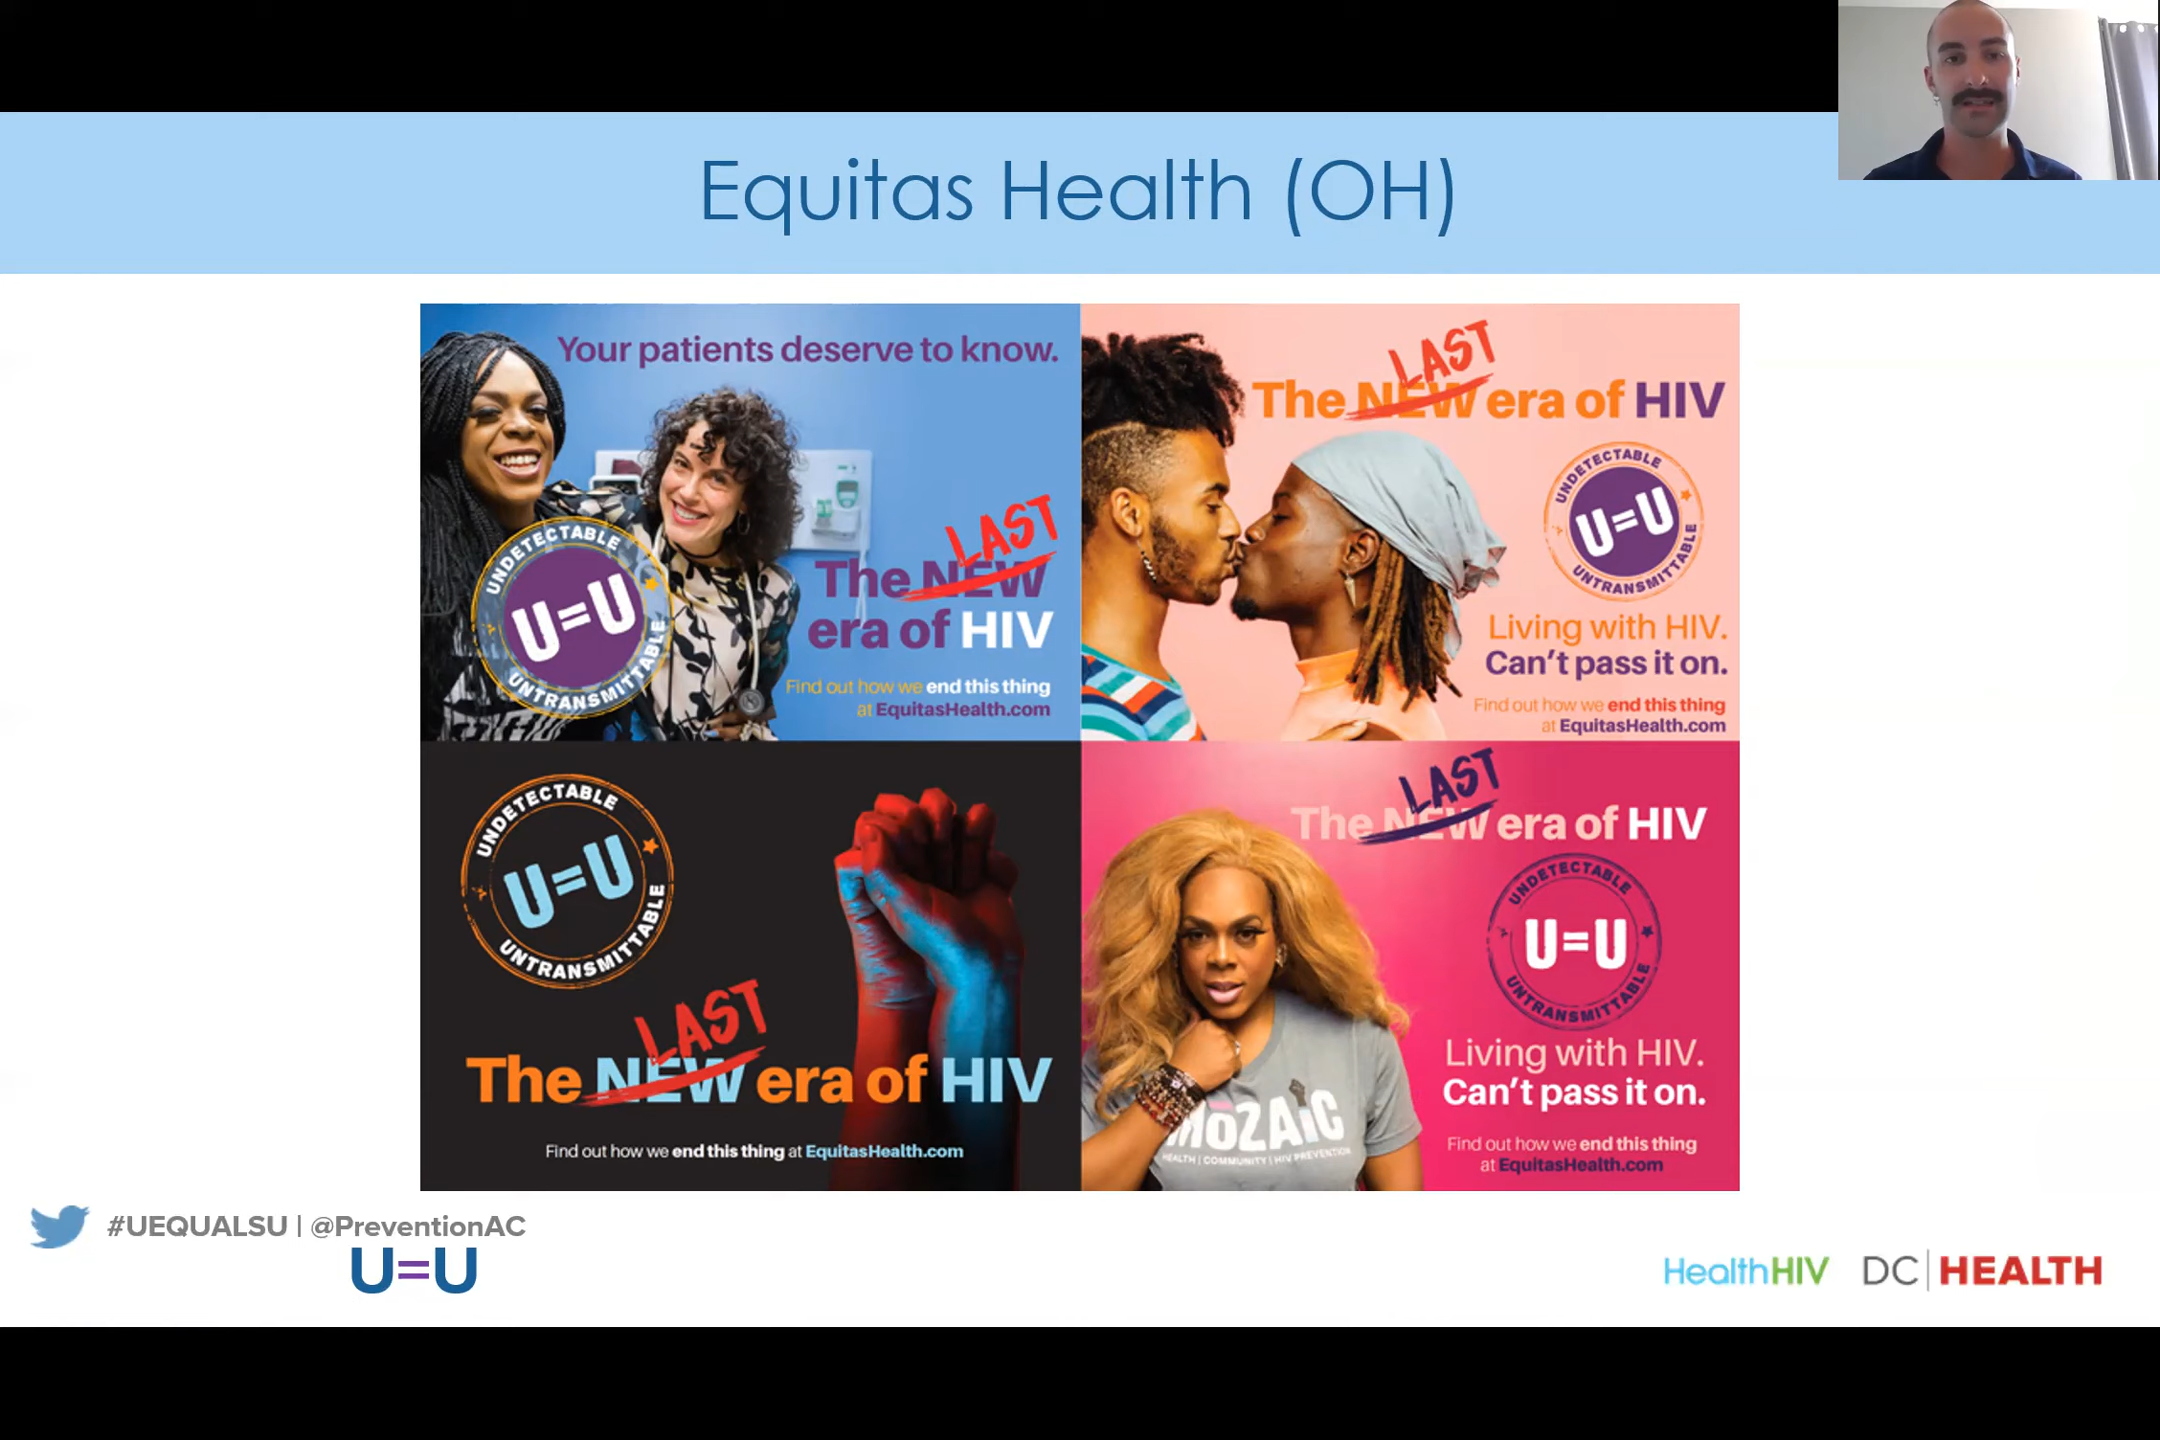 Equitas Health (OH)
Your patients deserve to know.
UNDETECTABLE
U=U
UNTRANSMITTABLE
LAST
The NEW
era of HIV
Find out how we end this thing
at EquitasHealth.com
LAST
The NEW era of HIV
UNDETECTABLE
U=U
UNTRANSMITTABLE
Living with HIV.
Can't pass it on.
Find out how we end this thing
at EquitasHealth.com
UNDETECTABLE
U=U
UNTRANSMITTABLE
LAST
The NEW era of HIV
Find out how we end this thing at EquitasHealth.com
LAST
The NEW era of HIV
UNDETECTABLE
U=U
UNTRANSMITTABLE
Living with HIV.
Can't pass it on.
Find out how we end this thing
at EquitasHealth.com
MOZAIC
HEALTH | COMMUNITY | HIV PREVENTION
#UEQUALSU | @PreventionAC
U=U
HealthHIV
DC | HEALTH